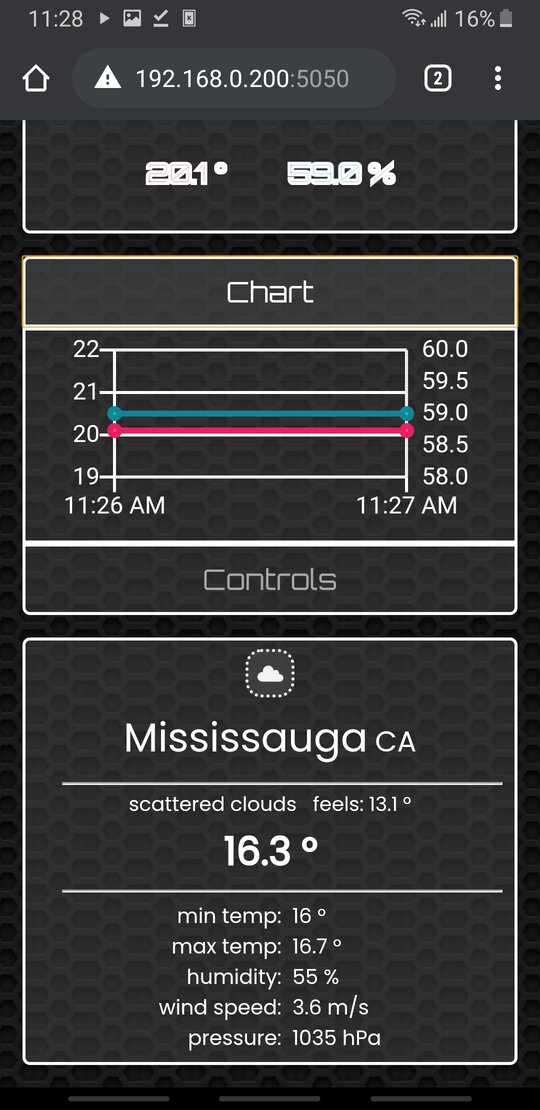 11:28 16%
192.168.0.200:5050 2
20.1 º 59.0 %
Chart
22 60.0
59.5
21
59.0
20
58.5
19 58.0
11:26 AM 11:27 AM
Controls
Mississauga CA
scattered clouds feels: 13.1 º
16.3 º
min temp: 16 º
max temp: 16.7 º
humidity: 55 %
wind speed: 3.6 m/s
pressure: 1035 hPa